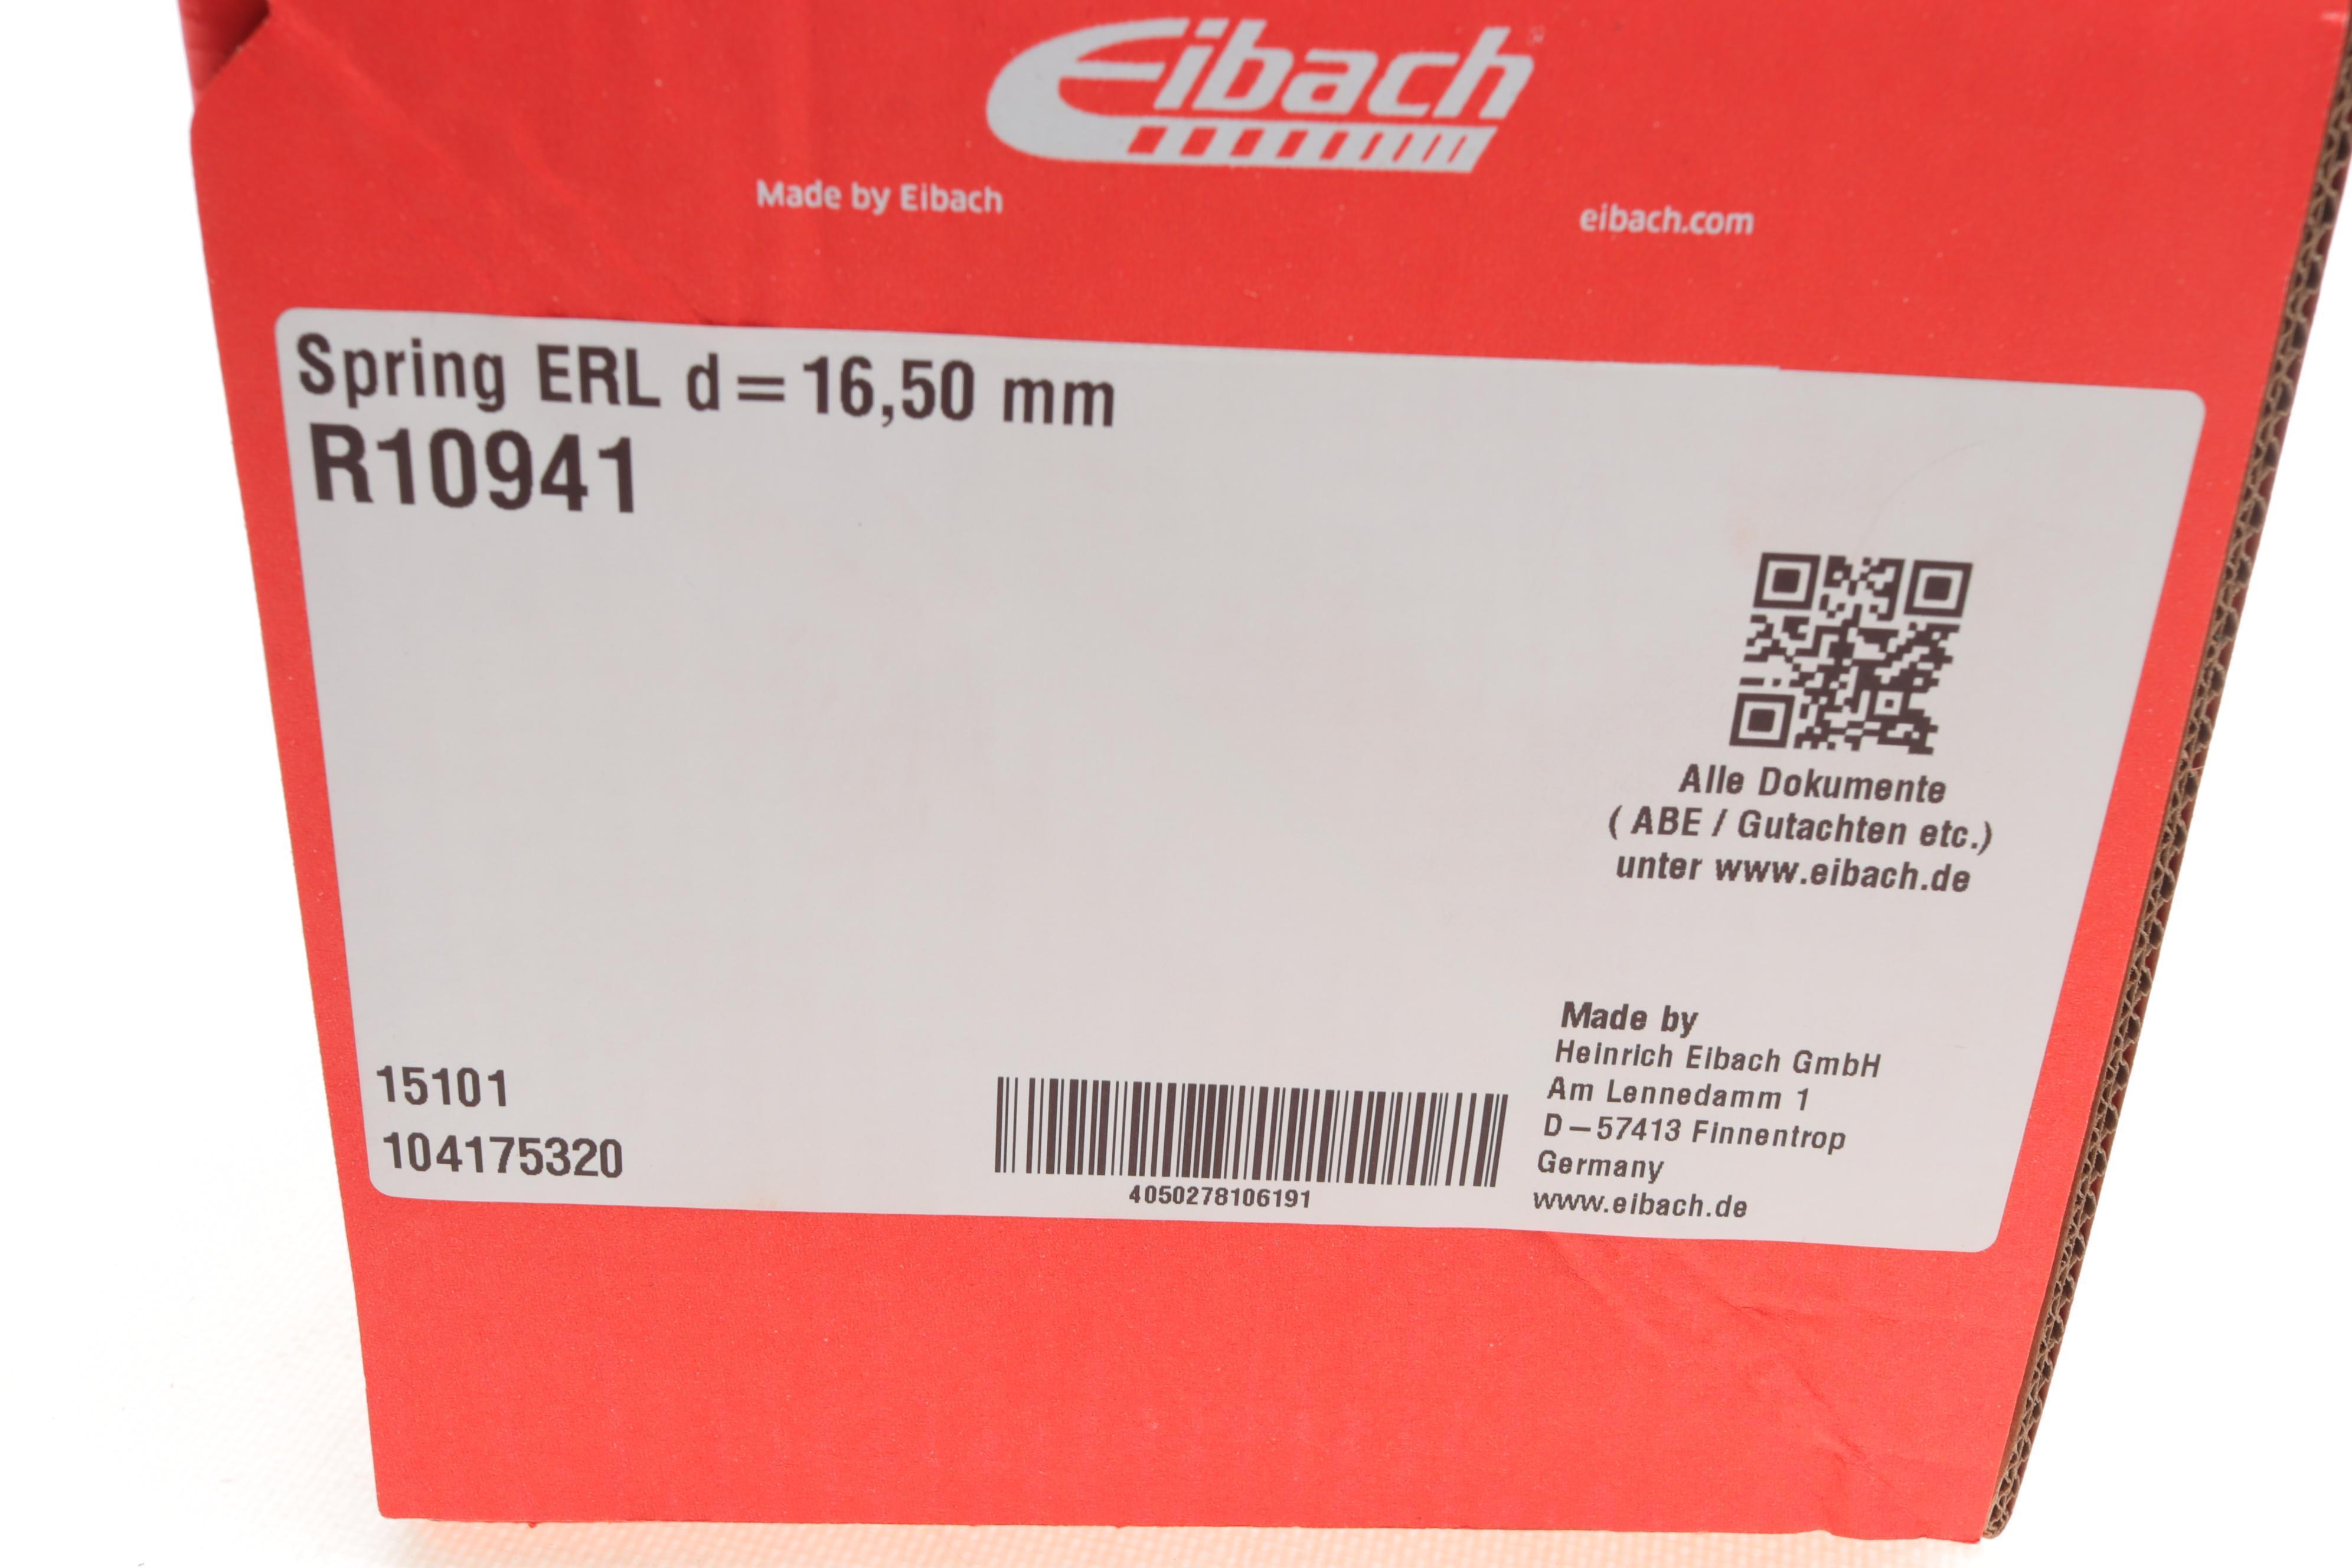 Eibach
Made by Eibach
eibach.com
Spring ERL d=16,50 mm
R10941
Alle Dokumente
( ABE / Gutachten etc.)
unter www.eibach.de
15101
104175320
4050278106191
Made by
Heinrich Eibach GmbH
Am Lennedamm 1
D-57413 Finnentrop
Germany
www.eibach.de